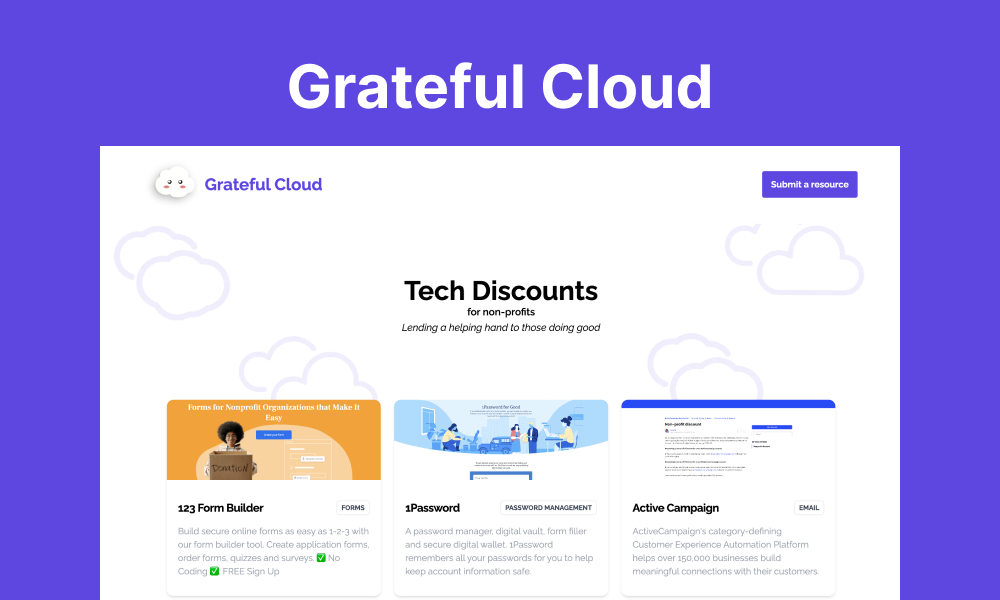 Grateful Cloud
Grateful Cloud
Submit a resource
Tech Discounts
for non-profits
Lending a helping hand to those doing good
Forms for Nonprofit Organizations that Make It
Easy
DONATION
1Password for Good
Non-profit discount
123 Form Builder
FORMS
Build secure online forms as easy as 1-2-3 with
our form builder tool. Create application forms,
order forms, quizzes and surveys. ✅ No
Coding ✅ FREE Sign Up
1Password
PASSWORD MANAGEMENT
A password manager, digital vault, form filler
and secure digital wallet. 1Password
remembers all your passwords for you to help
keep account information safe.
Active Campaign
EMAIL
ActiveCampaign's category-defining
Customer Experience Automation Platform
helps over 150,000 businesses build
meaningful connections with their customers.